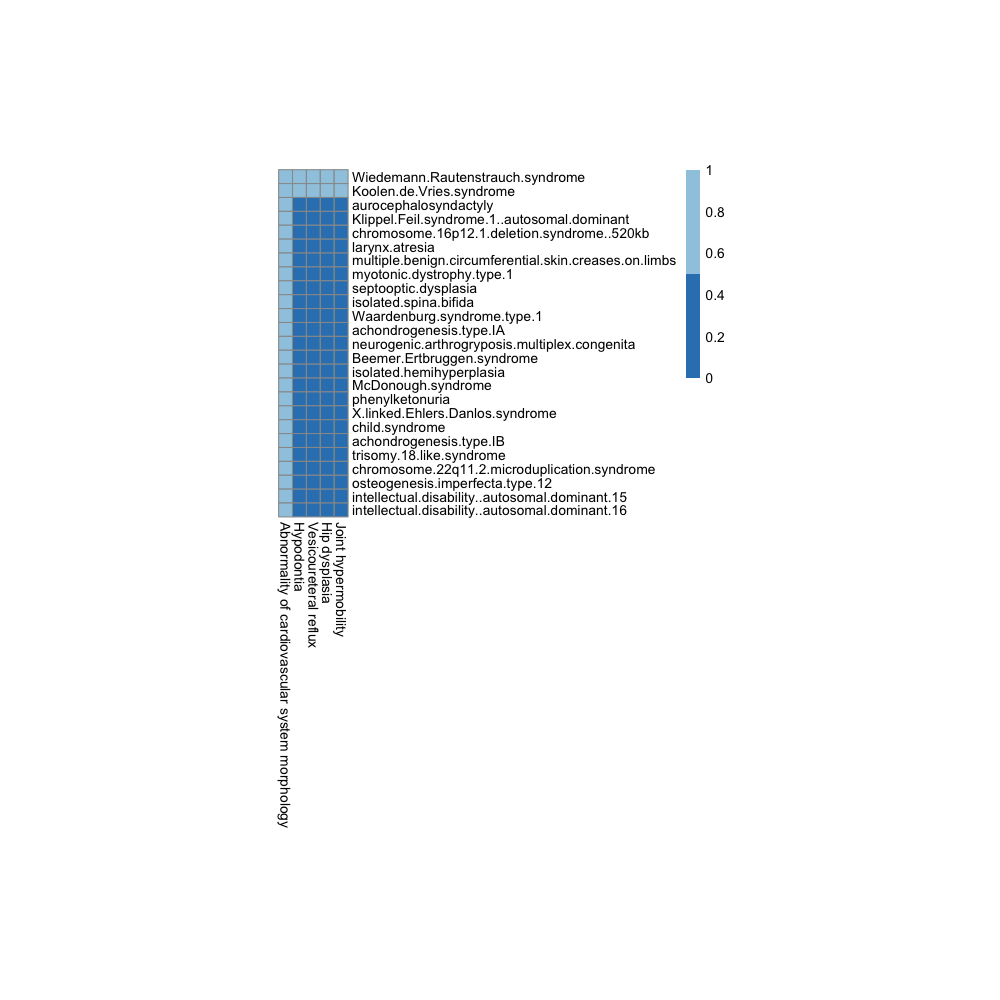 Wiedemann.Rautenstrauch.syndrome
Koolen.de.Vries.syndrome
aurocephalosyndactyly
Klippel.Feil.syndrome.1..autosomal.dominant
chromosome.16p12.1.deletion.syndrome..520kb
larynx.atresia
multiple.benign.circumferential.skin.creases.on.limbs
myotonic.dystrophy.type.1
septooptic.dysplasia
isolated.spina.bifida
Waardenburg.syndrome.type.1
achondrogenesis.type.IA
neurogenic.arthrogryposis.multiplex.congenita
Beemer.Ertbruggen.syndrome
isolated.hemihyperplasia
McDonough.syndrome
phenylketonuria
X.linked.Ehlers.Danlos.syndrome
child.syndrome
achondrogenesis.type.IB
trisomy.18.like.syndrome
chromosome.22q11.2.microduplication.syndrome
osteogenesis.imperfecta.type.12
intellectual.disability..autosomal.dominant.15
intellectual.disability..autosomal.dominant.16
1
0.8
0.6
0.4
0.2
0
Abnormality of cardiovascular system morphology
Hypodontia
Vesicoureteral reflux
Hip dysplasia
Joint hypermobility